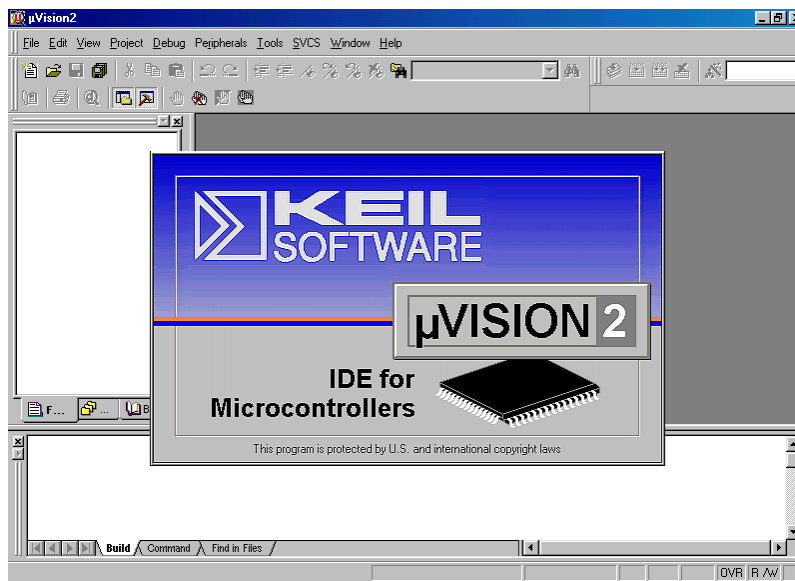 µVision2
File Edit View Project Debug Peripherals Tools SVCS Window Help
KEIL
SOFTWARE
µVISION 2
IDE for
Microcontrollers
This program is protected by U.S. and international copyright laws
F... ... B
Build Command Find in Files
OVR R /W